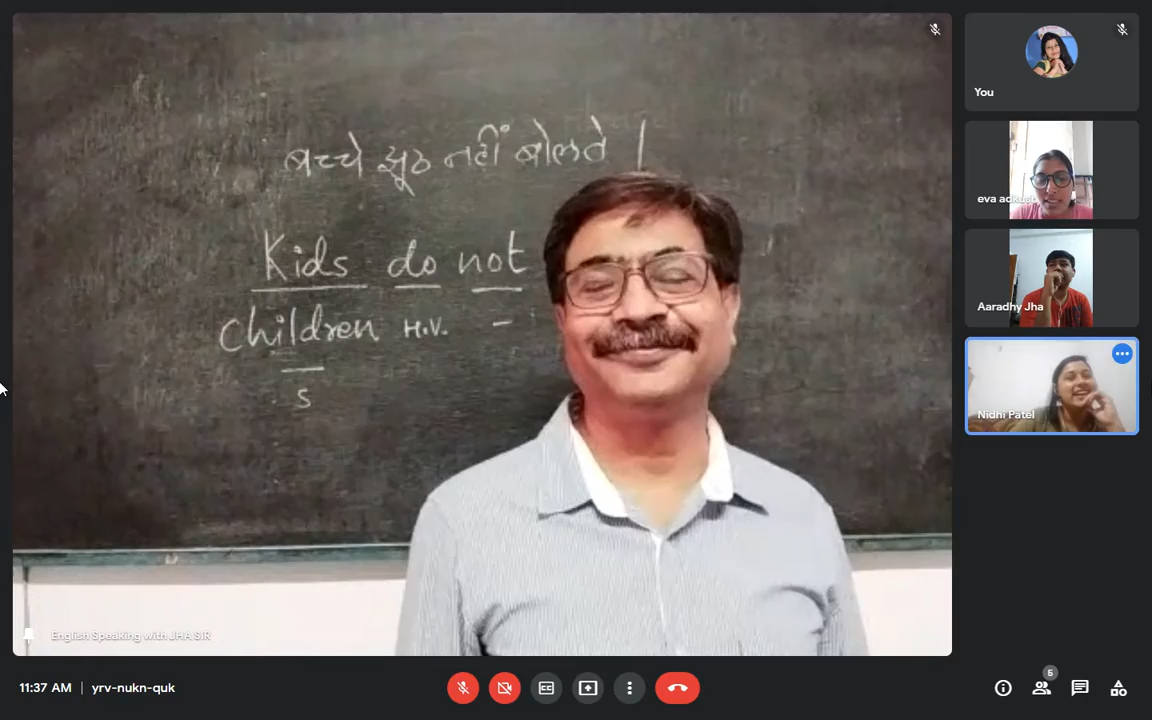 बच्चे झूठ नहीं बोलते |
Kids do not
Children H.V. -
s
English Speaking with JHA SIR
You
eva
Aaradhy Jha
Nidhi Patel
11:37 AM | yrv-nukn-quk
CC
5